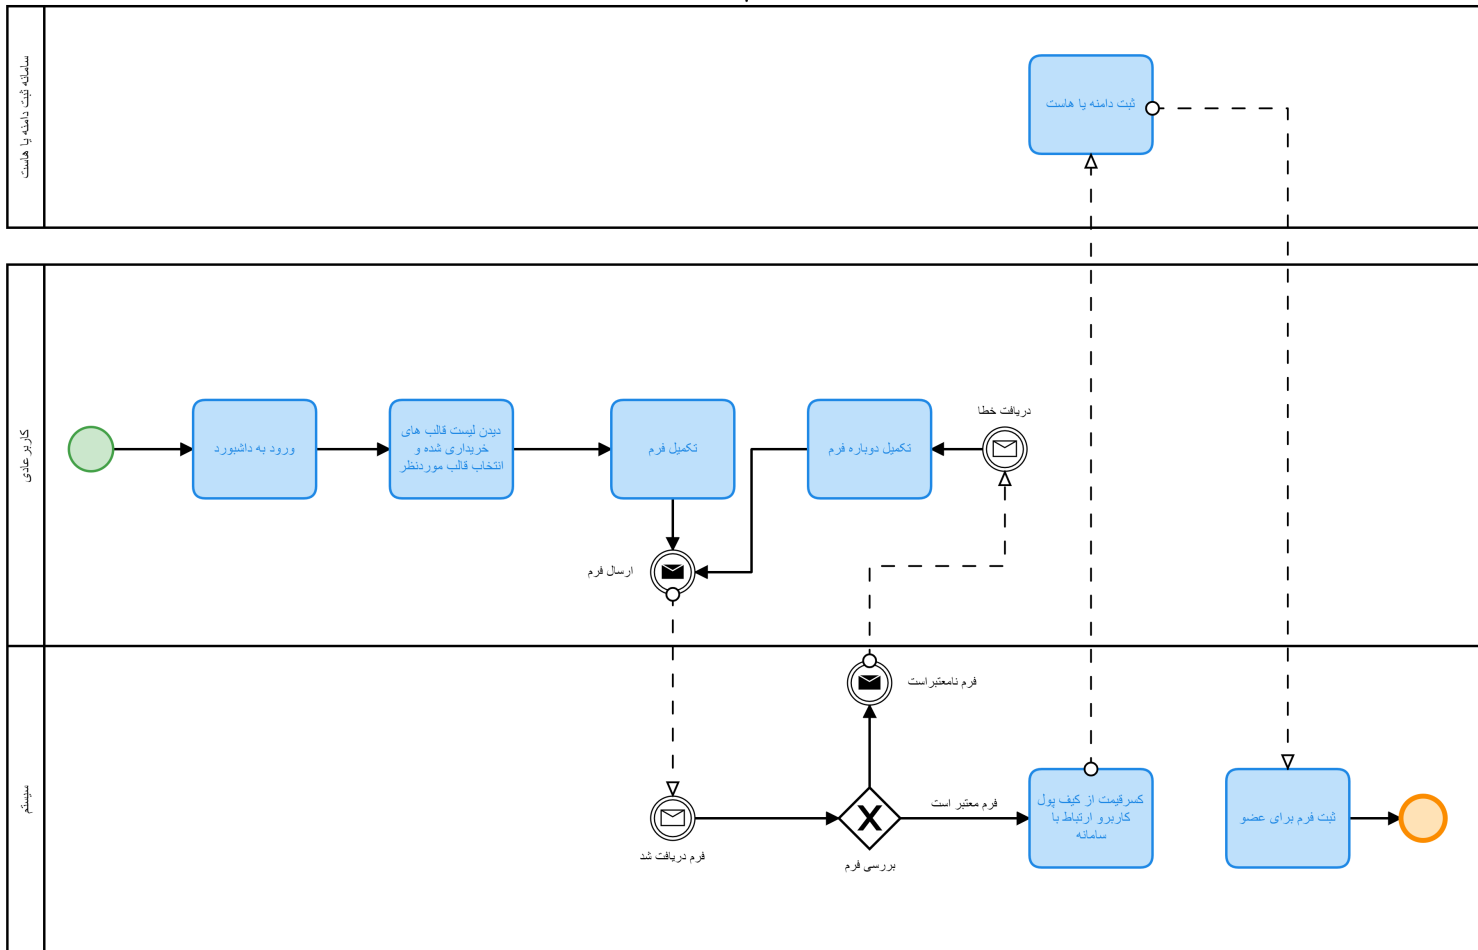 سامانه ثبت دامنه یا هاست
ثبت دامنه یا هاست
کاربر عادی
ورود به داشبورد
دیدن لیست قالب های
خریداری شده و
انتخاب قالب موردنظر
تکمیل فرم
تکمیل دوباره فرم
دریافت خطا
ارسال فرم
سیستم
فرم نامعتبراست
فرم دریافت شد
بررسی فرم
فرم معتبر است
کسرقیمت از کیف پول
کاربرو ارتباط با
سامانه
ثبت فرم برای عضو